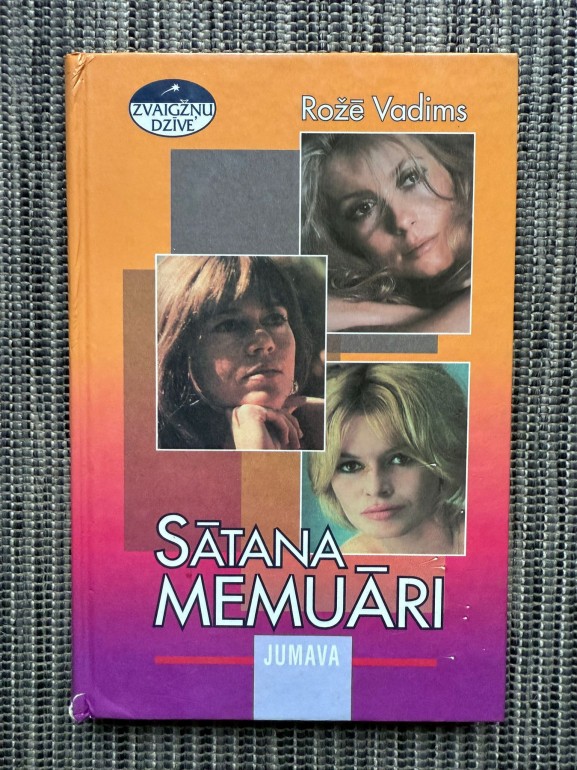 ZVAIGŽŅU
DZĪVE
Rožē Vadims
SĀTANA
MEMUĀRI
JUMAVA